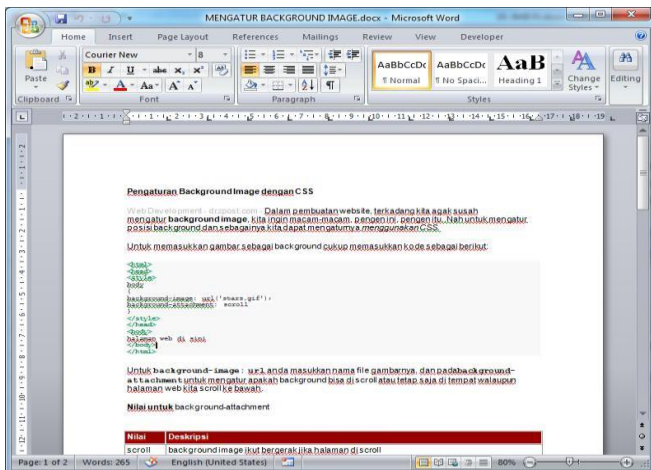 MENGATUR BACKGROUND IMAGE.docx - Microsoft Word
Home Insert Page Layout References Mailings Review View Developer
Courier New 8
AaBbCcDc AaBbCcDc AaB
Paste ¶ Normal ¶ No Spaci... Heading 1 Change Styles Editing
Clipboard Font Paragraph Styles
Pengaturan Background Image dengan CSS
Web Development - drzpost.com - Dalam pembuatan website, terkadang kita agak susah
mengatur background image, kita ingin macam-macam, pengen ini, pengen itu. Nah untuk mengatur
posisi background dan sebagainya kita dapat mengaturnya menggunakan CSS.
Untuk memasukkan gambar sebagai background cukup memasukkan kode sebagai berikut:
<html>
<head>
<style>
body
{
background-image: url('stars.gif');
background-attachment: scroll
}
</style>
</head>
<body>
halaman web di sini
</body>
</html>
Untuk background-image: url anda masukkan nama file gambarnya, dan pada background-
attachment untuk mengatur apakah background bisa di scroll atau tetap saja di tempat walaupun
halaman web kita scroll ke bawah.
Nilai untuk background-attachment
Nilai Deskripsi
scroll background image ikut bergerak jika halaman di scroll
Page: 1 of 2 Words: 265 English (United States) 80%